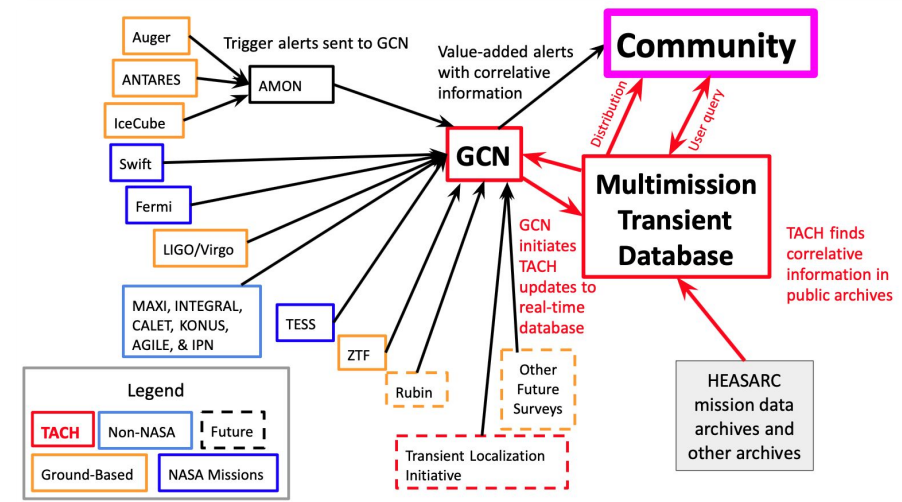 Auger
ANTARES
IceCube
Trigger alerts sent to GCN
AMON
Value-added alerts
with correlative
information
Community
Distribution
User query
Swift
Fermi
LIGO/Virgo
GCN
Multimission
Transient
Database
GCN
initiates
TACH
updates to
real-time
database
TACH finds
correlative
information in
public archives
MAXI, INTEGRAL,
CALET, KONUS,
AGILE, & IPN
TESS
ZTF
Rubin
Other
Future
Surveys
Transient Localization
Initiative
HEASARC
mission data
archives and
other archives
Legend
TACH
Non-NASA
Future
Ground-Based
NASA Missions